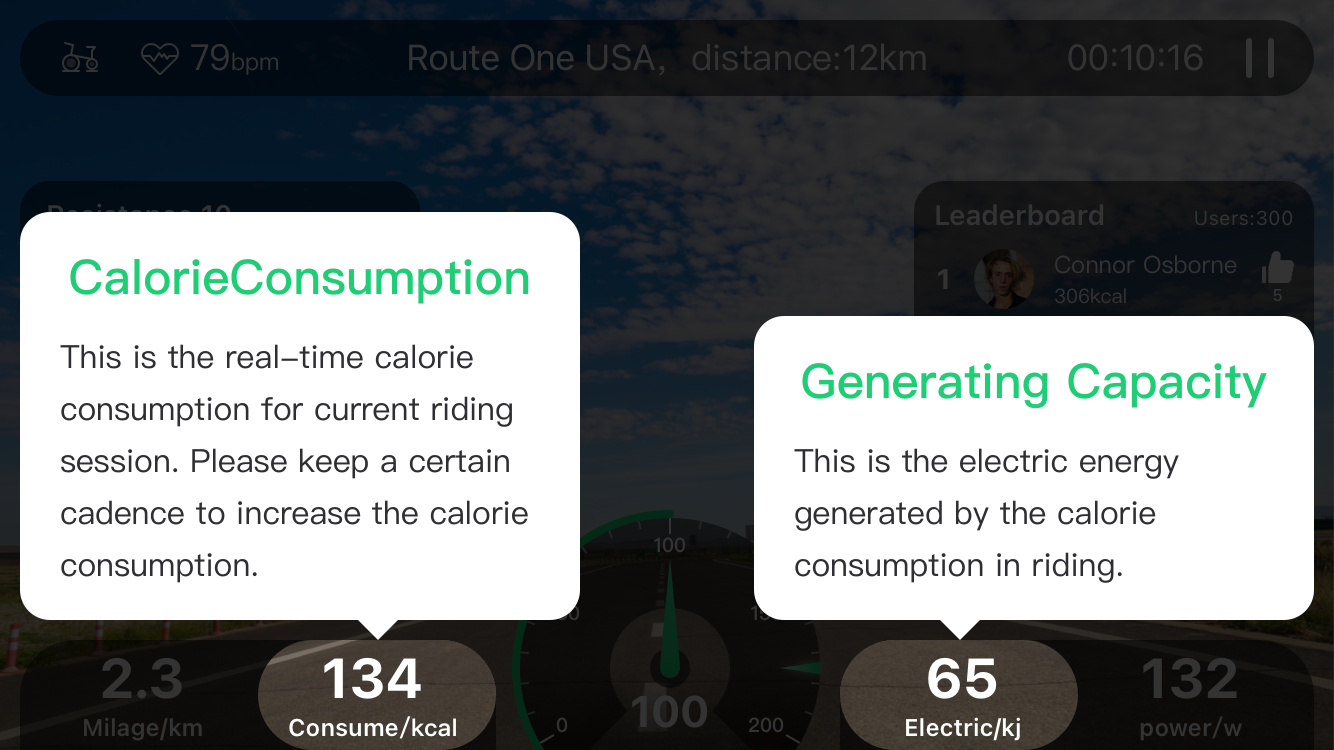 79bpm
Route One USA, distance:12km
00:10:16
Resistance 10
Leaderboard
Users:300
1
Connor Osborne
306kcal
5
CalorieConsumption
This is the real-time calorie
consumption for current riding
session. Please keep a certain
cadence to increase the calorie
consumption.
Generating Capacity
This is the electric energy
generated by the calorie
consumption in riding.
2.3
Milage/km
134
Consume/kcal
100
0
100
200
65
Electric/kj
132
power/w